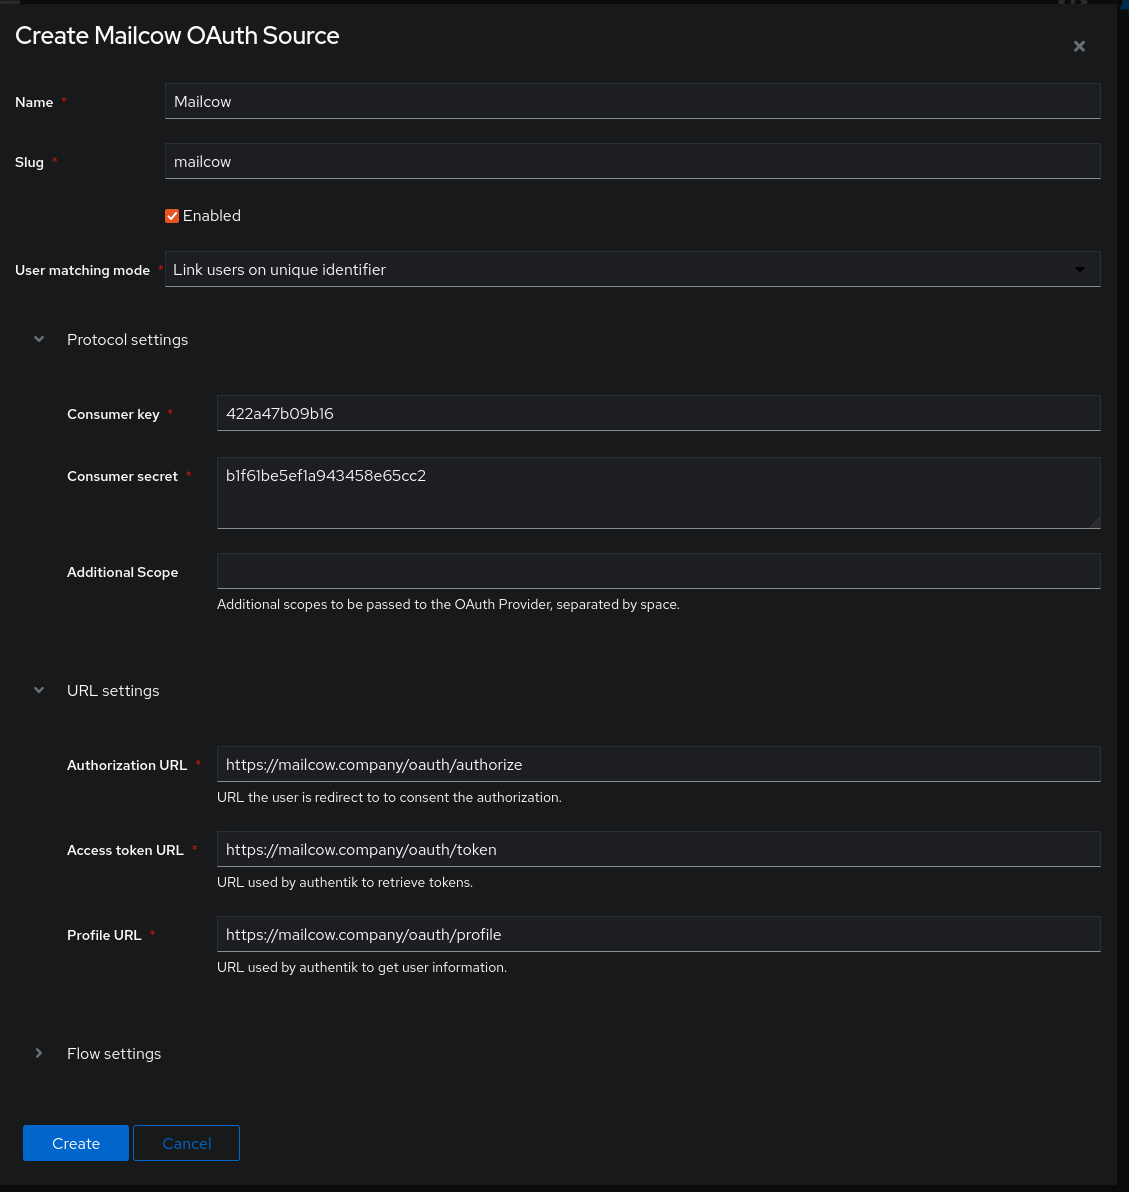 Create Mailcow OAuth Source
Name *
Mailcow
Slug *
mailcow
Enabled
User matching mode *
Link users on unique identifier
Protocol settings
Consumer key *
422a47b09b16
Consumer secret *
b1f61be5ef1a943458e65cc2
Additional Scope
Additional scopes to be passed to the OAuth Provider, separated by space.
URL settings
Authorization URL *
https://mailcow.company/oauth/authorize
URL the user is redirect to to consent the authorization.
Access token URL *
https://mailcow.company/oauth/token
URL used by authentik to retrieve tokens.
Profile URL *
https://mailcow.company/oauth/profile
URL used by authentik to get user information.
Flow settings
Create
Cancel